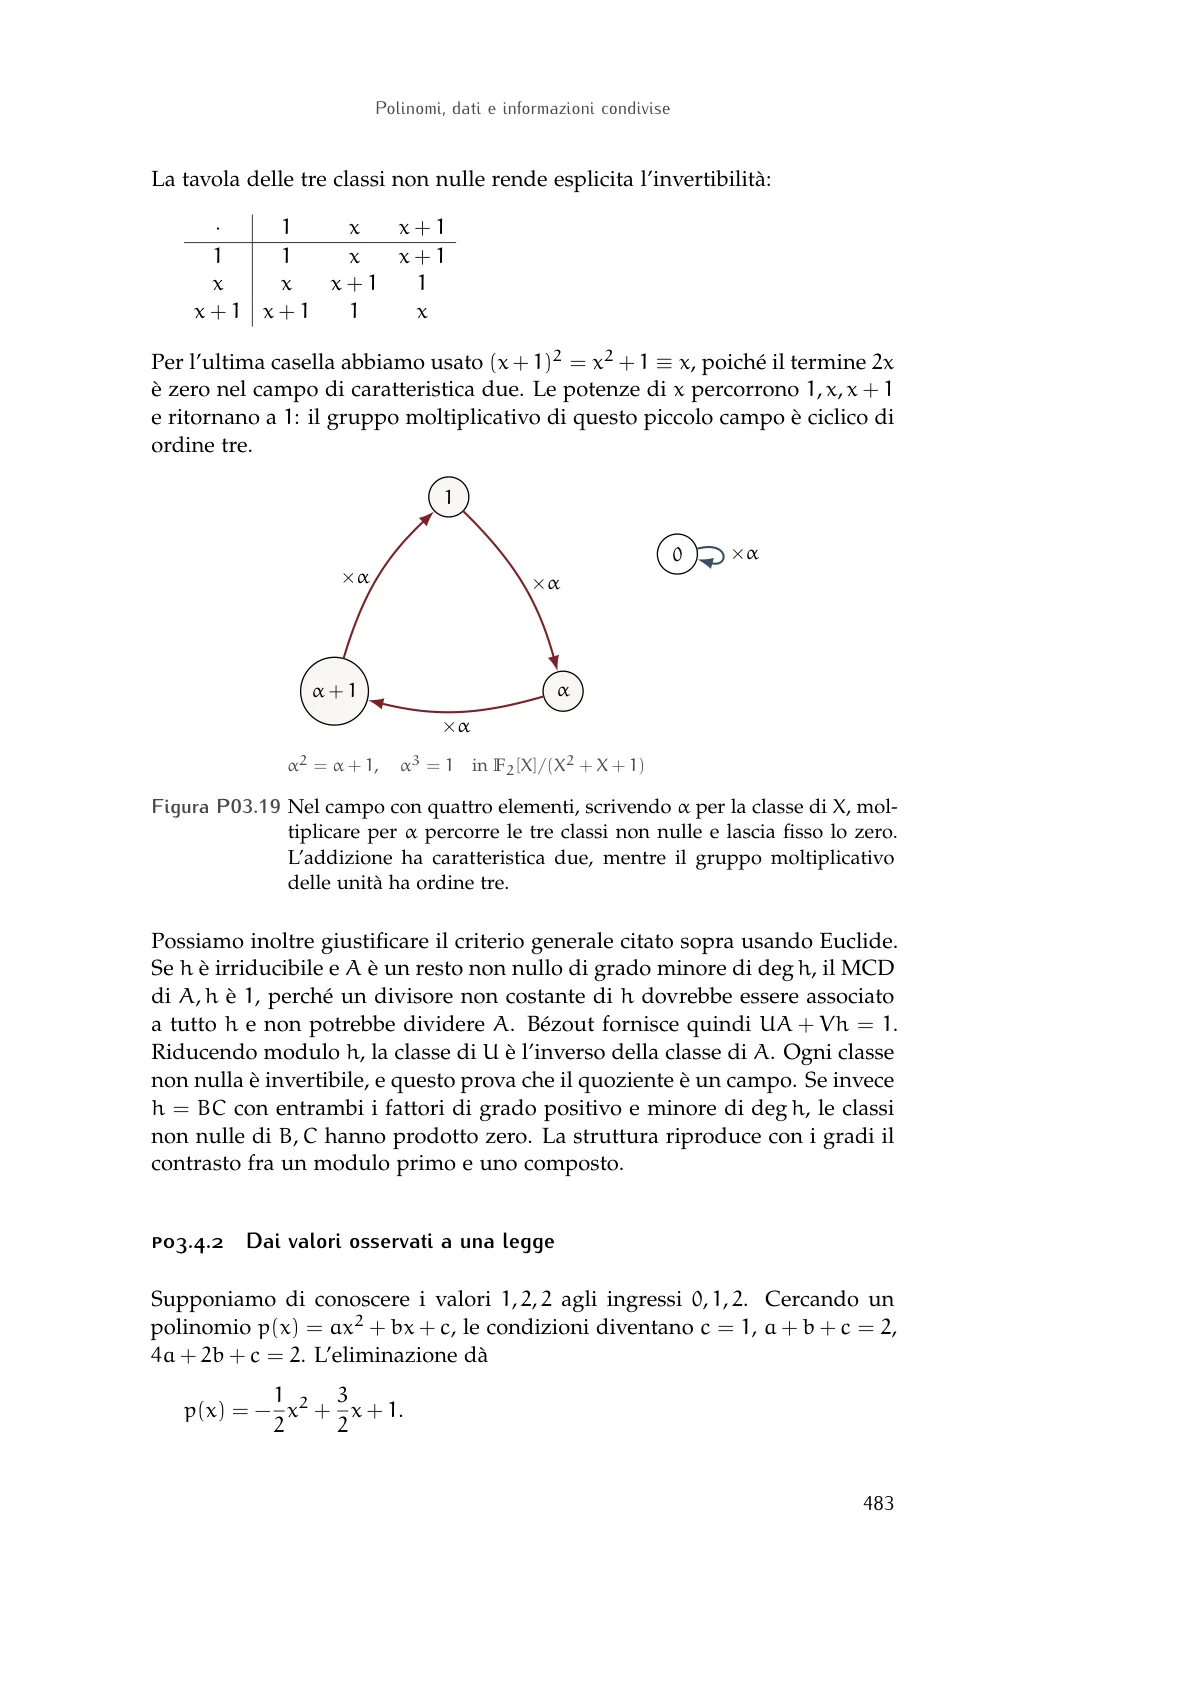 Polinomi, dati e informazioni condivise
La tavola delle tre classi non nulle rende esplicita l'invertibilità:
· 1 x x + 1
1 1 x x + 1
x x x + 1 1
x + 1 x + 1 1 x
Per l'ultima casella abbiamo usato (x + 1)² = x² + 1 ≡ x, poiché il termine 2x
è zero nel campo di caratteristica due. Le potenze di x percorrono 1, x, x + 1
e ritornano a 1: il gruppo moltiplicativo di questo piccolo campo è ciclico di
ordine tre.
1
0 ×α
×α ×α
α + 1 α
×α
α² = α + 1, α³ = 1 in 𝔽₂[X]/(X² + X + 1)
Figura P03.19 Nel campo con quattro elementi, scrivendo α per la classe di X, mol-
tiplicare per α percorre le tre classi non nulle e lascia fisso lo zero.
L'addizione ha caratteristica due, mentre il gruppo moltiplicativo
delle unità ha ordine tre.
Possiamo inoltre giustificare il criterio generale citato sopra usando Euclide.
Se h è irriducibile e A è un resto non nullo di grado minore di deg h, il MCD
di A, h è 1, perché un divisore non costante di h dovrebbe essere associato
a tutto h e non potrebbe dividere A. Bézout fornisce quindi UA + Vh = 1.
Riducendo modulo h, la classe di U è l'inverso della classe di A. Ogni classe
non nulla è invertibile, e questo prova che il quoziente è un campo. Se invece
h = BC con entrambi i fattori di grado positivo e minore di deg h, le classi
non nulle di B, C hanno prodotto zero. La struttura riproduce con i gradi il
contrasto fra un modulo primo e uno composto.
P03.4.2 Dai valori osservati a una legge
Supponiamo di conoscere i valori 1, 2, 2 agli ingressi 0, 1, 2. Cercando un
polinomio p(x) = ax² + bx + c, le condizioni diventano c = 1, a + b + c = 2,
4a + 2b + c = 2. L'eliminazione dà
p(x) = −1/2 x² + 3/2 x + 1.
483